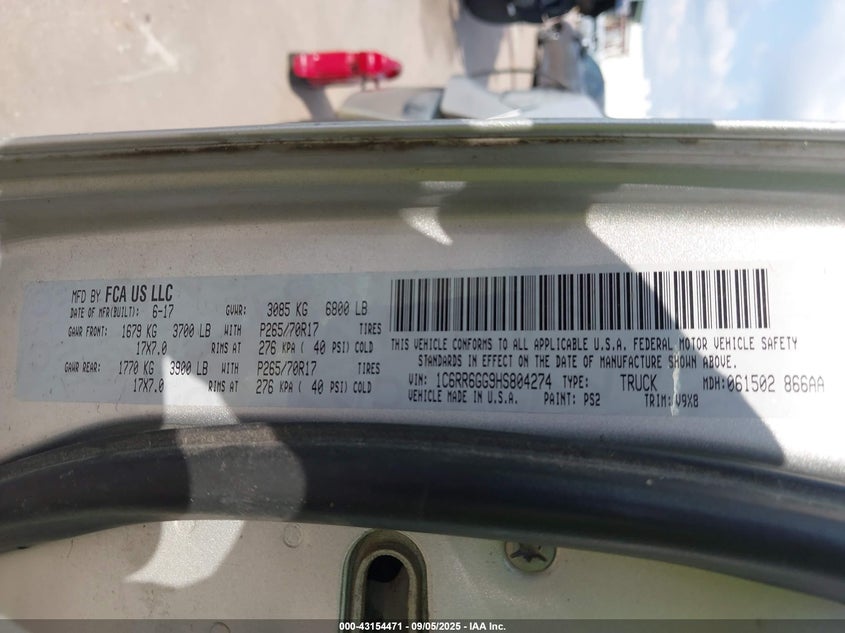 MFD BY FCA US LLC
DATE OF MFR(BUILT): 6-17 GVWR: 3085 KG 6800 LB
GAWR FRONT: 1679 KG 3700 LB WITH P265/70R17 TIRES
17X7.0 RIMS AT 276 KPA ( 40 PSI) COLD
GAWR REAR: 1770 KG 3900 LB WITH P265/70R17 TIRES
17X7.0 RIMS AT 276 KPA ( 40 PSI) COLD
THIS VEHICLE CONFORMS TO ALL APPLICABLE U.S.A. FEDERAL MOTOR VEHICLE SAFETY
STANDARDS IN EFFECT ON THE DATE OF MANUFACTURE SHOWN ABOVE.
VIN: 1C6RR6GG9HS804274 TYPE: TRUCK MDH:061502 866AA
VEHICLE MADE IN U.S.A. PAINT: PS2 TRIM: V9X8
000-43154471 - 09/05/2025 - IAA Inc.